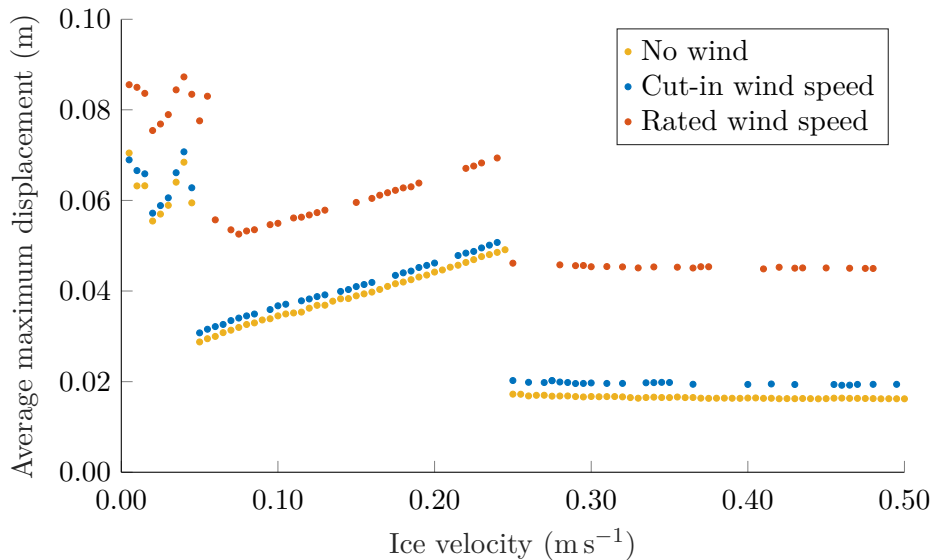 0.10
0.08
0.06
0.04
0.02
0.00
Average maximum displacement (m)
No wind
Cut-in wind speed
Rated wind speed
0.00 0.10 0.20 0.30 0.40 0.50
Ice velocity (m s⁻¹)